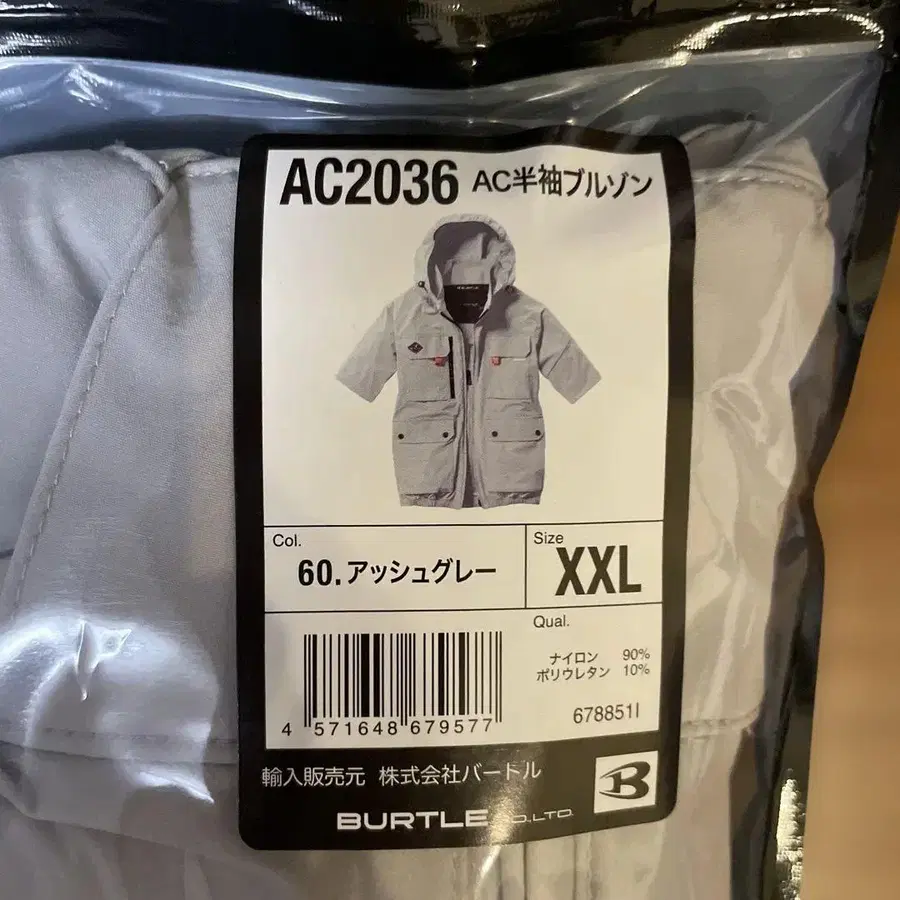 AC2036 AC半袖ブルゾン
BURTLE
Col.
60.アッシュグレー
Size
XXL
Qual.
ナイロン 90%
ポリウレタン 10%
4 571648 679577
678851I
輸入販売元 株式会社バートル
B
BURTLE CO.LTD.